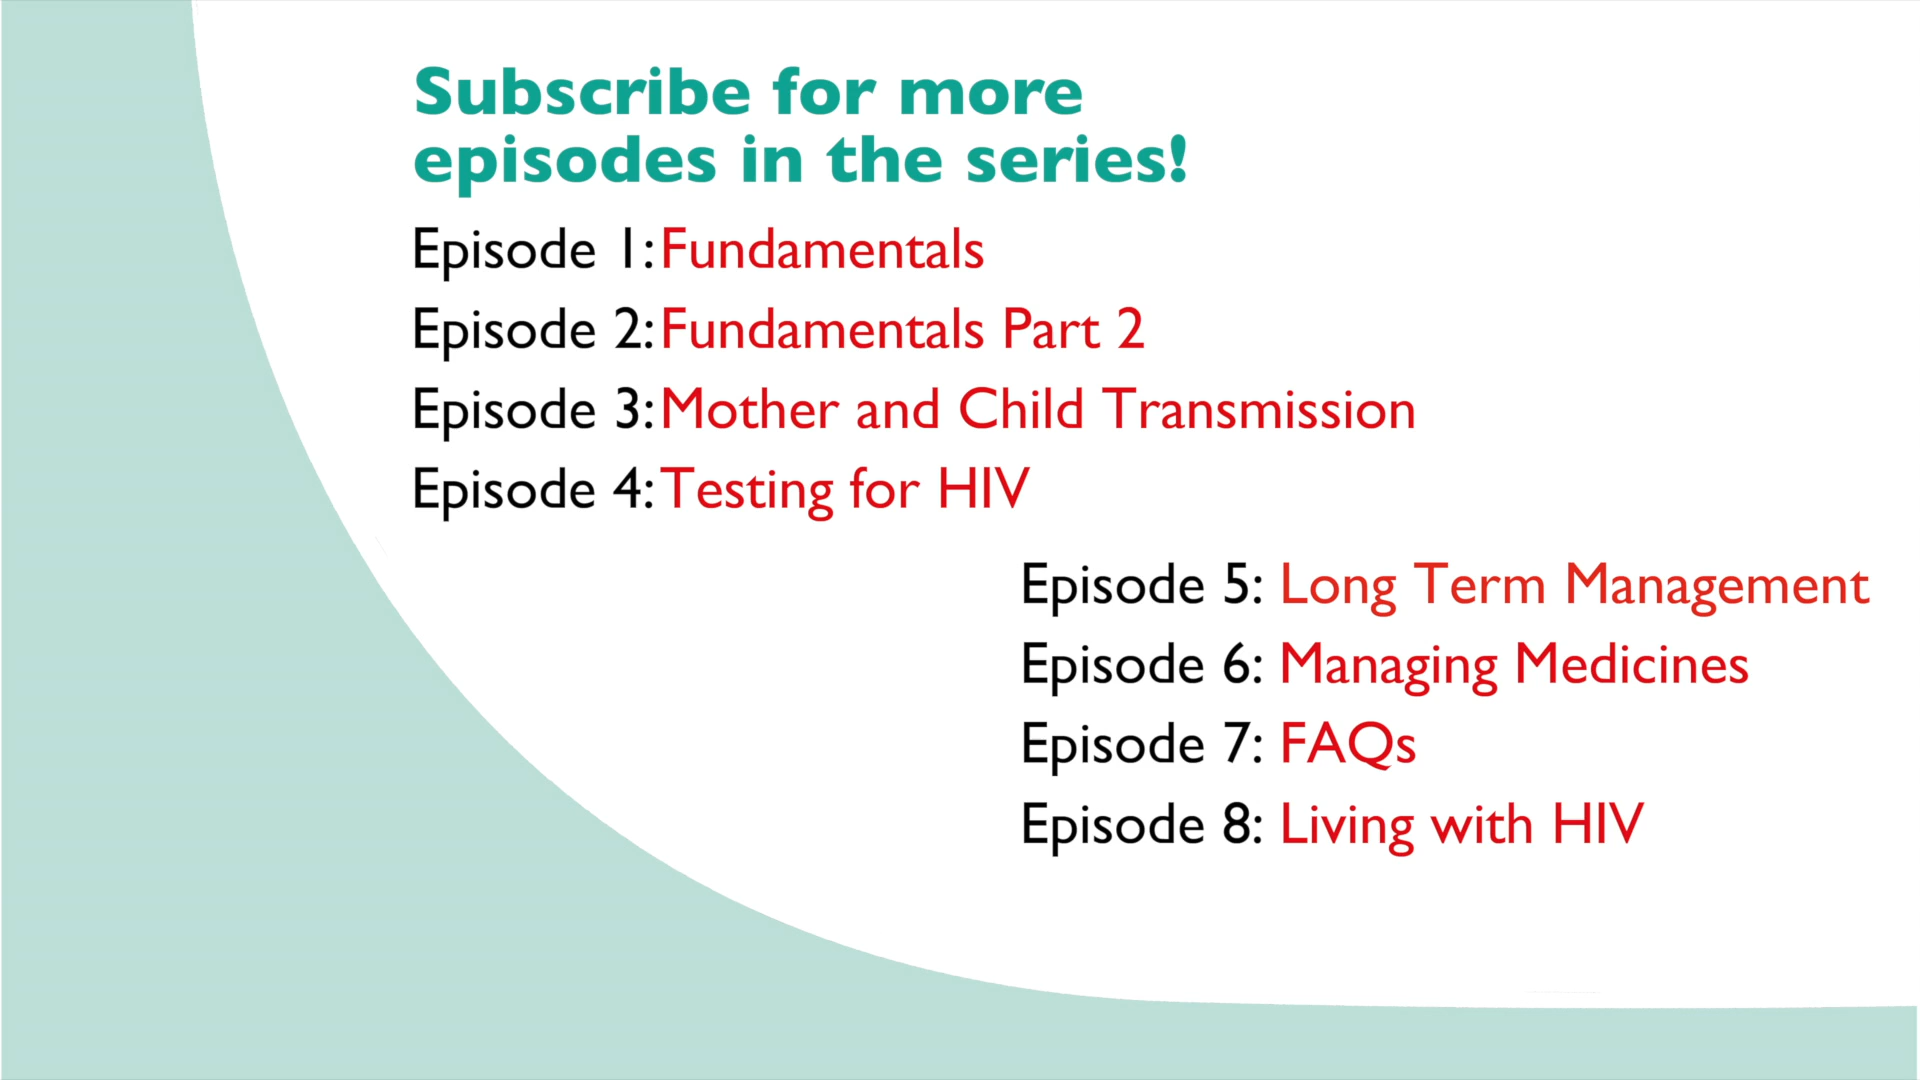 Subscribe for more
episodes in the series!
Episode 1: Fundamentals
Episode 2: Fundamentals Part 2
Episode 3: Mother and Child Transmission
Episode 4: Testing for HIV
Episode 5: Long Term Management
Episode 6: Managing Medicines
Episode 7: FAQs
Episode 8: Living with HIV